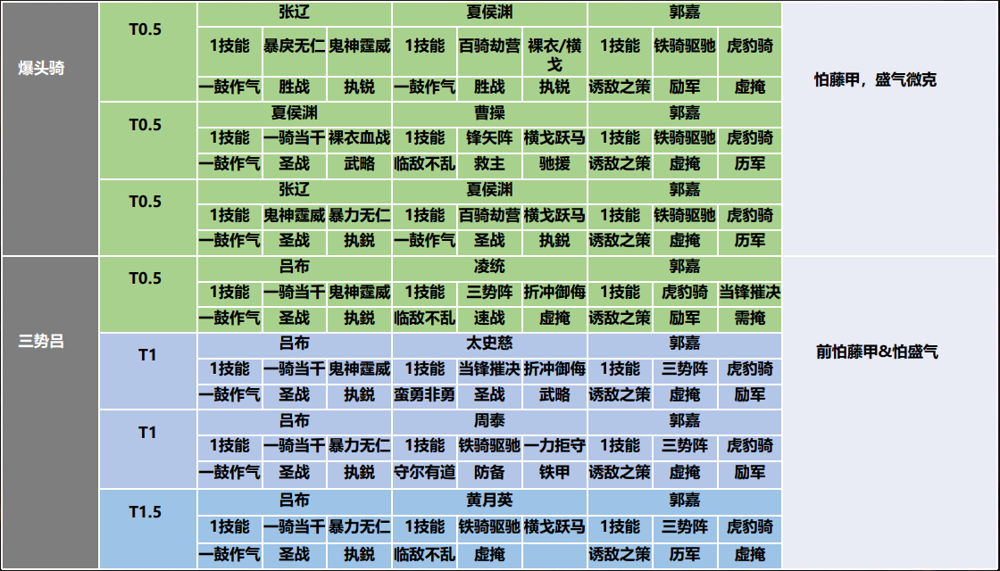 爆头骑
T0.5
张辽 夏侯渊 郭嘉
1技能 暴戾无仁 鬼神霆威 1技能 百骑劫营 裸衣/横戈 1技能 铁骑驱驰 虎豹骑
一鼓作气 胜战 执锐 一鼓作气 胜战 执锐 诱敌之策 励军 虚掩
怕藤甲，盛气微克
T0.5
夏侯渊 曹操 郭嘉
1技能 一骑当千 裸衣血战 1技能 锋矢阵 横戈跃马 1技能 铁骑驱驰 虎豹骑
一鼓作气 圣战 武略 临敌不乱 救主 驰援 诱敌之策 虚掩 历军
T0.5
张辽 夏侯渊 郭嘉
1技能 鬼神霆威 暴力无仁 1技能 百骑劫营 横戈跃马 1技能 铁骑驱驰 虎豹骑
一鼓作气 圣战 执鋭 一鼓作气 圣战 执鋭 诱敌之策 虚掩 历军
三势吕
T0.5
吕布 凌统 郭嘉
1技能 一骑当千 鬼神霆威 1技能 三势阵 折冲御侮 1技能 虎豹骑 当锋摧决
一鼓作气 圣战 执鋭 临敌不乱 速战 虚掩 诱敌之策 励军 需掩
前怕藤甲&怕盛气
T1
吕布 太史慈 郭嘉
1技能 一骑当千 鬼神霆威 1技能 当锋摧决 折冲御侮 1技能 三势阵 虎豹骑
一鼓作气 圣战 执鋭 蛮勇非勇 圣战 武略 诱敌之策 虚掩 励军
T1
吕布 周泰 郭嘉
1技能 一骑当千 暴力无仁 1技能 铁骑驱驰 一力拒守 1技能 三势阵 虎豹骑
一鼓作气 圣战 执鋭 守尔有道 防备 铁甲 诱敌之策 虚掩 励军
T1.5
吕布 黄月英 郭嘉
1技能 一骑当千 暴力无仁 1技能 铁骑驱驰 横戈跃马 1技能 三势阵 虎豹骑
一鼓作气 圣战 执鋭 临敌不乱 虚掩 诱敌之策 历军 虚掩